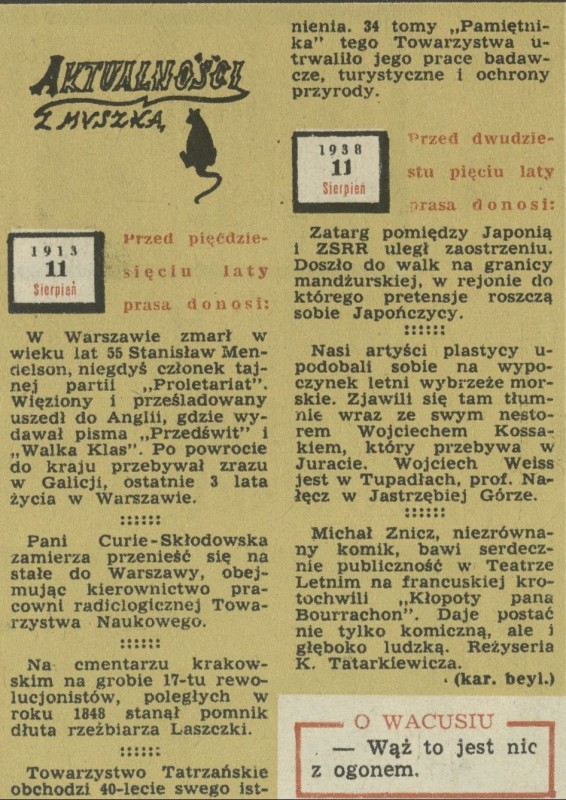 AKTUALNOŚCI
Z MYSZKĄ
1913
11
Sierpień
Przed pięćdzie-
sięciu laty
prasa donosi:
W Warszawie zmarł w
wieku lat 55 Stanisław Men-
delson, niegdyś członek taj-
nej partii „Proletariat”.
Więziony i prześladowany
uszedł do Anglii, gdzie wy-
dawał pisma „Przedświt” i
„Walka Klas”. Po powrocie
do kraju przebywał zrazu
w Galicji, ostatnie 3 lata
życia w Warszawie.
::::::
Pani Curie-Skłodowska
zamierza przenieść się na
stałe do Warszawy, obej-
mując kierownictwo pra-
cowni radiclogicznej Towa-
rzystwa Naukowego.
::::::
Na cmentarzu krakow-
skim na grobie 17-tu rewo-
lucjonistów, poległych w
roku 1848 stanął pomnik
dłuta rzeźbiarza Laszczki.
::::::
Towarzystwo Tatrzańskie
obchodzi 40-lecie swego ist-
nienia. 34 tomy „Pamiętni-
ka” tego Towarzystwa u-
trwaliło jego prace badaw-
cze, turystyczne i ochrony
przyrody.
1938
11
Sierpień
Przed dwudzie-
stu pięciu laty
prasa donosi:
Zatarg pomiędzy Japonią
i ZSRR uległ zaostrzeniu.
Doszło do walk na granicy
mandżurskiej, w rejonie do
którego pretensje roszczą
sobie Japończycy.
::::::
Nasi artyści plastycy u-
podobali sobie na wypo-
czynek letni wybrzeże mor-
skie. Zjawili się tam tłum-
nie wraz ze swym nesto-
rem Wojciechem Kossa-
kiem, który przebywa w
Juracie. Wojciech Weiss
jest w Tupadłach, prof. Na-
łęcz w Jastrzębiej Górze.
::::::
Michał Znicz, niezrówna-
ny komik, bawi serdecz-
nie publiczność w Teatrze
Letnim na francuskiej kro-
tochwili „Kłopoty pana
Bourrachon”. Daje postać
nie tylko komiczną, ale i
głęboko ludzką. Reżyseria
K. Tatarkiewicza.
(kar. beyl.)
O WACUSIU
— Wąż to jest nic
z ogonem.